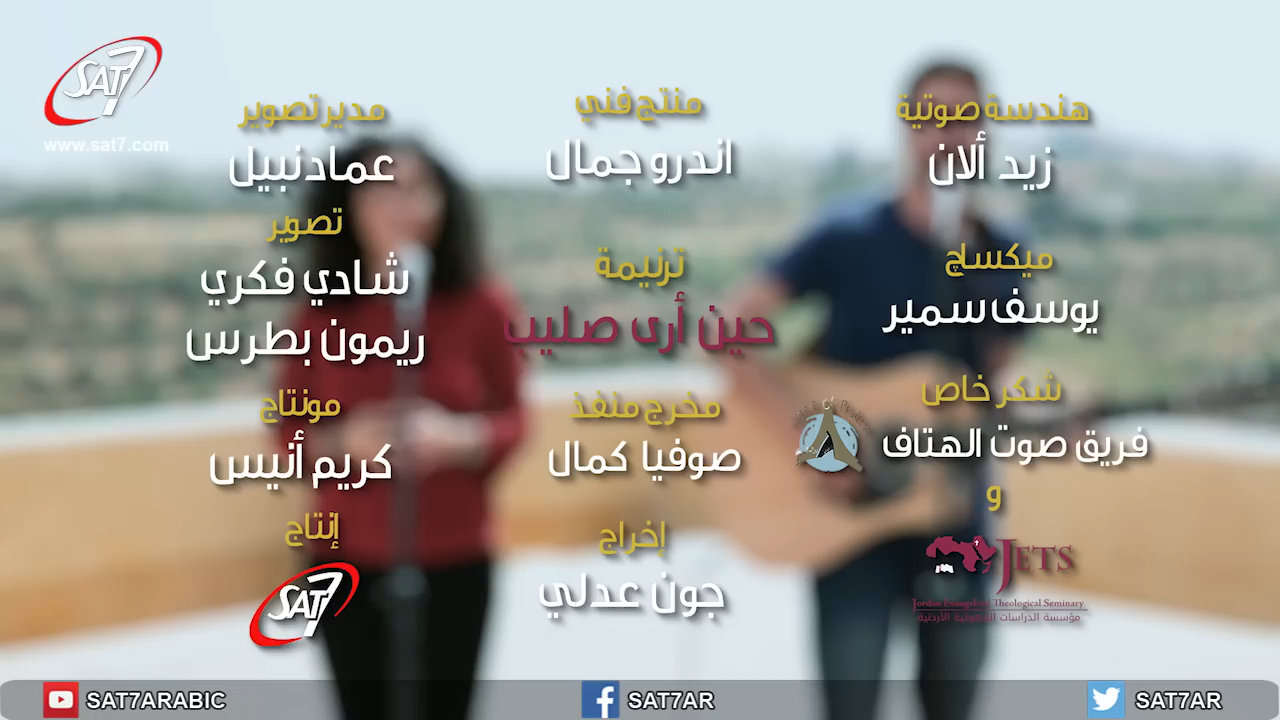 SAT7
www.sat7.com
هندسة صوتية
زيد ألان
ميكساچ
يوسف سمير
شكر خاص
فريق صوت الهتاف
و
JETS
Jordan Evangelical Theological Seminary
مؤسسة الدراسات اللاهوتية الأردنية
منتج فني
اندرو جمال
ترنيمة
حين أرى صليب
مخرج منفذ
صوفيا كمال
إخراج
جون عدلي
مدير تصوير
عماد نبيل
تصوير
شادي فكري
ريمون بطرس
مونتاج
كريم أنيس
إنتاج
SAT7
SAT7ARABIC
SAT7AR
SAT7AR